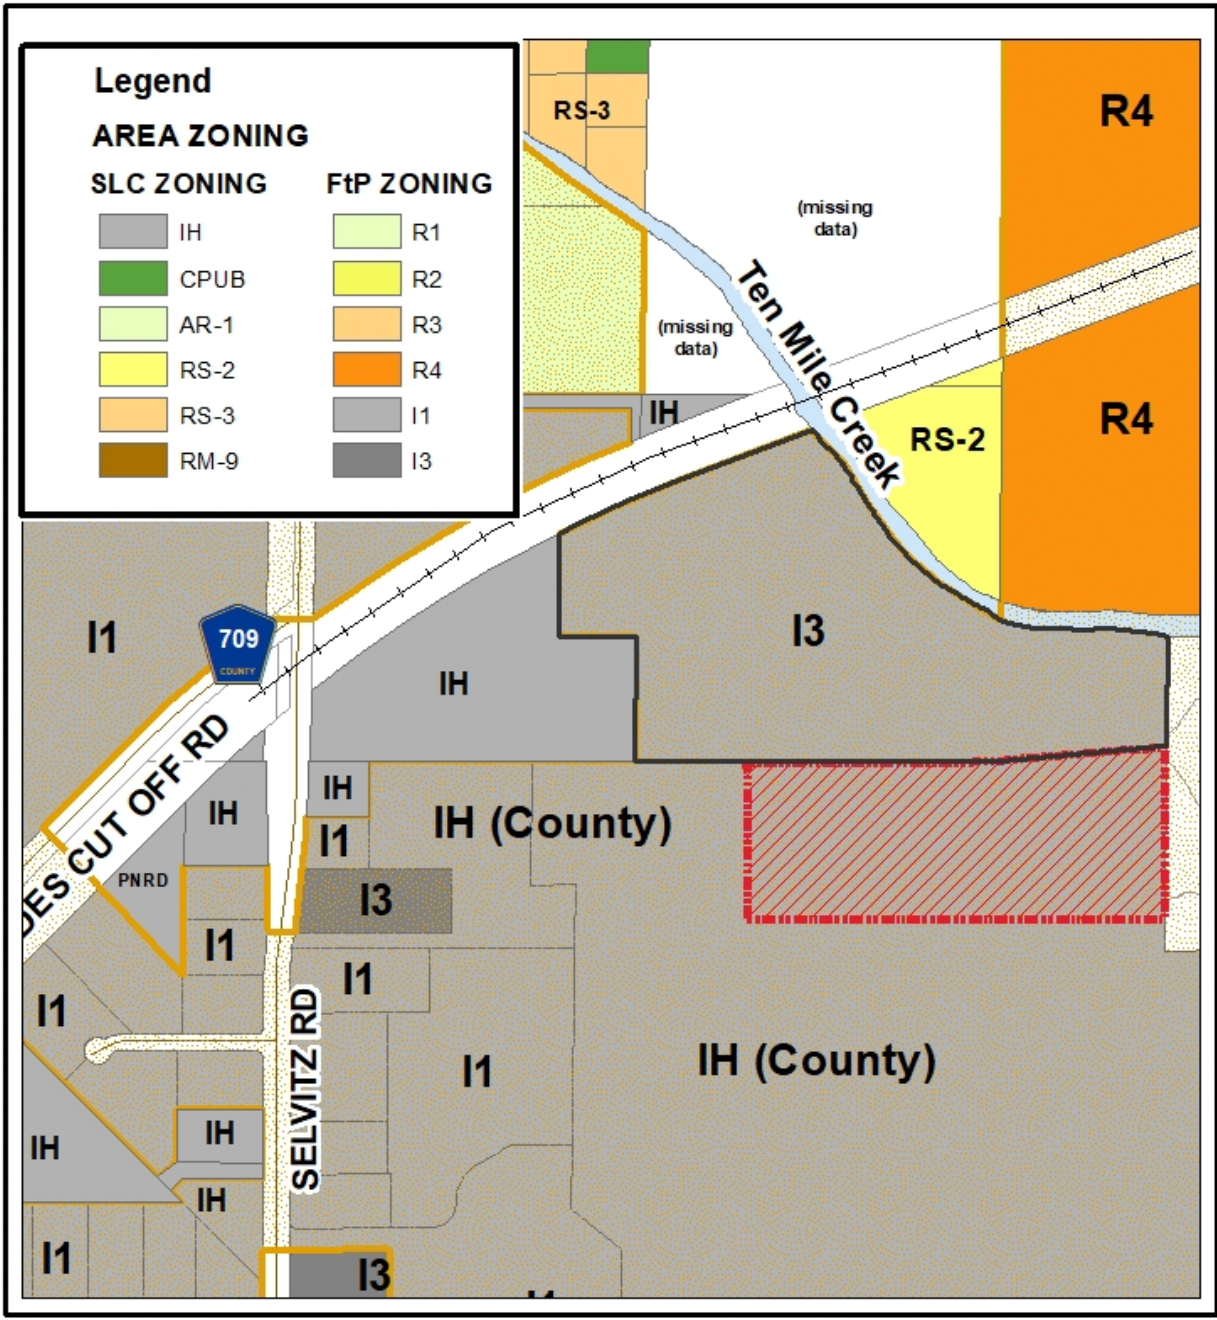 Legend
AREA ZONING
SLC ZONING FtP ZONING
IH R1
CPUB R2
AR-1 R3
RS-2 R4
RS-3 I1
RM-9 I3
RS-3
R4
(missing
data)
Ten Mile Creek
(missing
data)
IH
RS-2
R4
I1
709
COUNTY
I3
IH
DES CUT OFF RD
IH
IH
IH (County)
I1
PNRD
I3
I1
I1
I1
SELVITZ RD
I1
IH (County)
IH
IH
IH
I1
I3